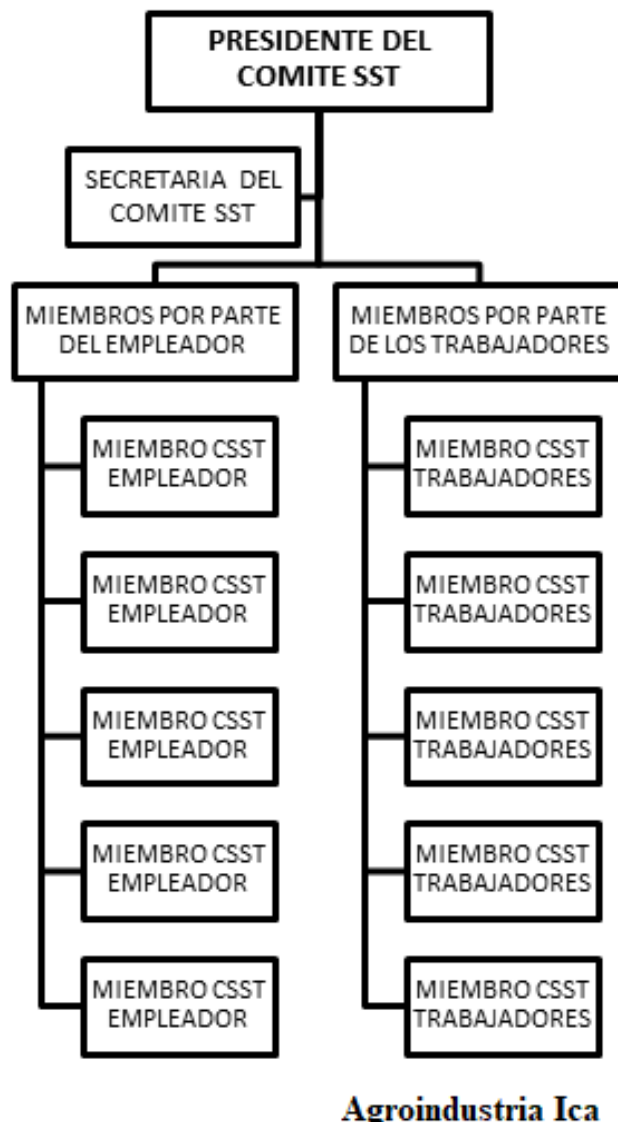 PRESIDENTE DEL
COMITE SST
SECRETARIA DEL
COMITE SST
MIEMBROS POR PARTE
DEL EMPLEADOR
MIEMBRO CSST
EMPLEADOR
MIEMBRO CSST
EMPLEADOR
MIEMBRO CSST
EMPLEADOR
MIEMBRO CSST
EMPLEADOR
MIEMBRO CSST
EMPLEADOR
MIEMBROS POR PARTE
DE LOS TRABAJADORES
MIEMBRO CSST
TRABAJADORES
MIEMBRO CSST
TRABAJADORES
MIEMBRO CSST
TRABAJADORES
MIEMBRO CSST
TRABAJADORES
MIEMBRO CSST
TRABAJADORES
Agroindustria Ica